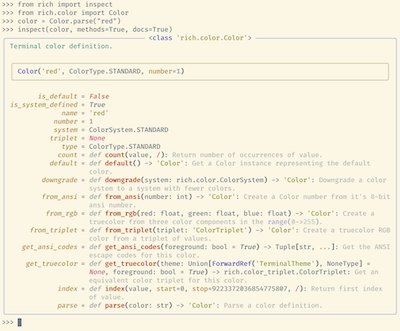 >>> from rich import inspect
>>> from rich.color import Color
>>> color = Color.parse("red")
>>> inspect(color, methods=True, docs=True)
<class 'rich.color.Color'>
Terminal color definition.
Color('red', ColorType.STANDARD, number=1)
is_default = False
is_system_defined = True
name = 'red'
number = 1
system = ColorSystem.STANDARD
triplet = None
type = ColorType.STANDARD
count = def count(value, /): Return number of occurrences of value.
default = def default() -> 'Color': Get a Color instance representing the default
color.
downgrade = def downgrade(system: rich.color.ColorSystem) -> 'Color': Downgrade a color
system to a system with fewer colors.
from_ansi = def from_ansi(number: int) -> 'Color': Create a Color number from it's 8-bit
ansi number.
from_rgb = def from_rgb(red: float, green: float, blue: float) -> 'Color': Create a
truecolor from three color components in the range(0->255).
from_triplet = def from_triplet(triplet: 'ColorTriplet') -> 'Color': Create a truecolor RGB
color from a triplet of values.
get_ansi_codes = def get_ansi_codes(foreground: bool = True) -> Tuple[str, ...]: Get the ANSI
escape codes for this color.
get_truecolor = def get_truecolor(theme: Union[ForwardRef('TerminalTheme'), NoneType] =
None, foreground: bool = True) -> rich.color_triplet.ColorTriplet: Get an
equivalent color triplet for this color.
index = def index(value, start=0, stop=9223372036854775807, /): Return first index
of value.
parse = def parse(color: str) -> 'Color': Parse a color definition.
>>>